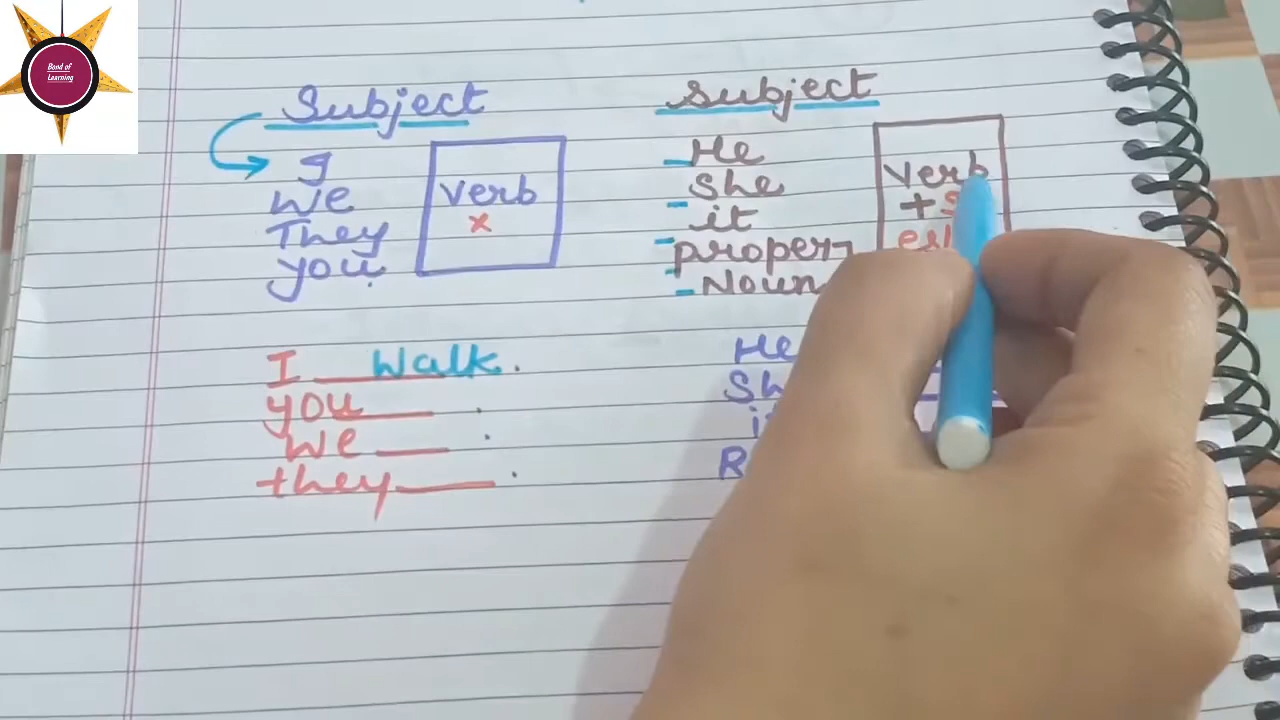 Bond of
Learning
Subject
I
We
They
you.
verb
x
subject
He
She
it
proper
Noun
verb
+
I Walk.
you
we
they
He